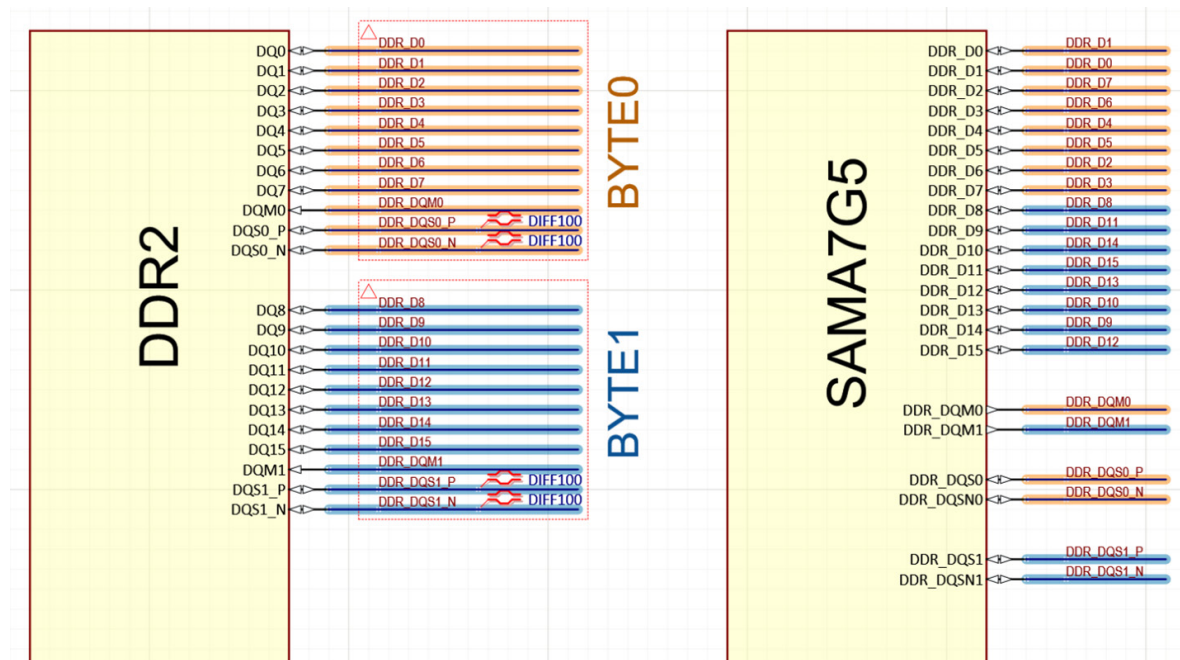 DDR2
DQ0 DDR_D0
DQ1 DDR_D1
DQ2 DDR_D2
DQ3 DDR_D3
DQ4 DDR_D4
DQ5 DDR_D5
DQ6 DDR_D6
DQ7 DDR_D7
DQM0 DDR_DQM0
DQS0_P DDR_DQS0_P DIFF100
DQS0_N DDR_DQS0_N DIFF100
BYTE0
DQ8 DDR_D8
DQ9 DDR_D9
DQ10 DDR_D10
DQ11 DDR_D11
DQ12 DDR_D12
DQ13 DDR_D13
DQ14 DDR_D14
DQ15 DDR_D15
DQM1 DDR_DQM1
DQS1_P DDR_DQS1_P DIFF100
DQS1_N DDR_DQS1_N DIFF100
BYTE1
SAMA7G5
DDR_D0 DDR_D1
DDR_D1 DDR_D0
DDR_D2 DDR_D7
DDR_D3 DDR_D6
DDR_D4 DDR_D4
DDR_D5 DDR_D5
DDR_D6 DDR_D2
DDR_D7 DDR_D3
DDR_D8 DDR_D8
DDR_D9 DDR_D11
DDR_D10 DDR_D14
DDR_D11 DDR_D15
DDR_D12 DDR_D13
DDR_D13 DDR_D10
DDR_D14 DDR_D9
DDR_D15 DDR_D12
DDR_DQM0 DDR_DQM0
DDR_DQM1 DDR_DQM1
DDR_DQS0 DDR_DQS0_P
DDR_DQSN0 DDR_DQS0_N
DDR_DQS1 DDR_DQS1_P
DDR_DQSN1 DDR_DQS1_N